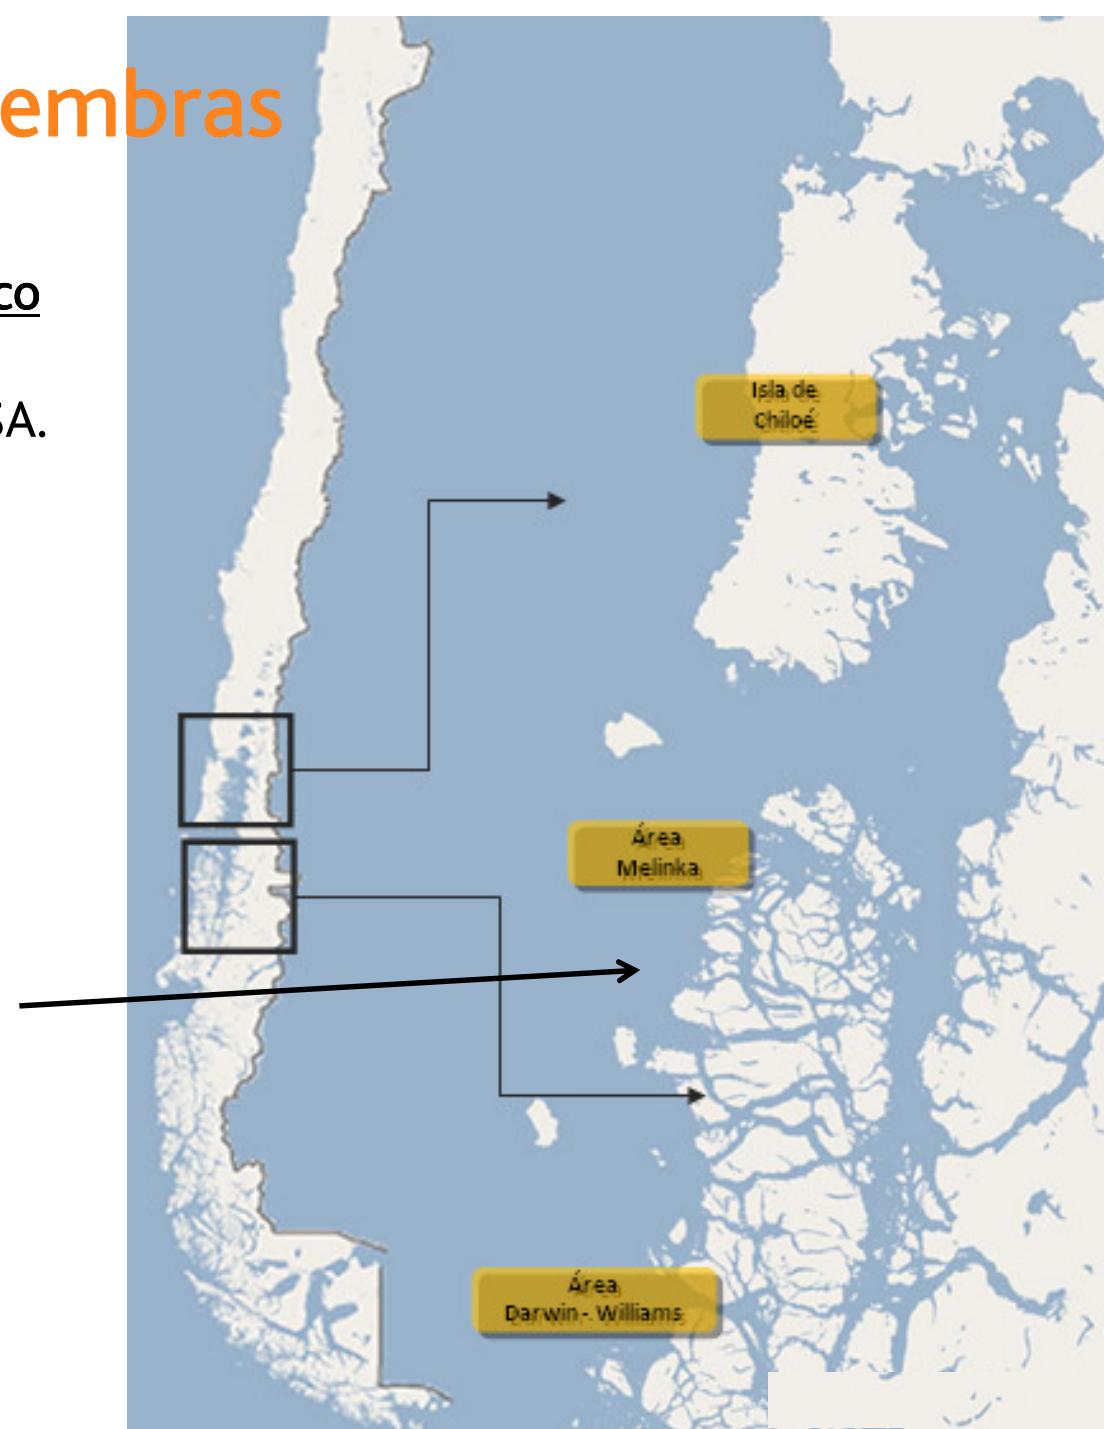 embras
co
SA.
Isla de
Chiloé
Área
Melinka
Área
Darwin - Williams